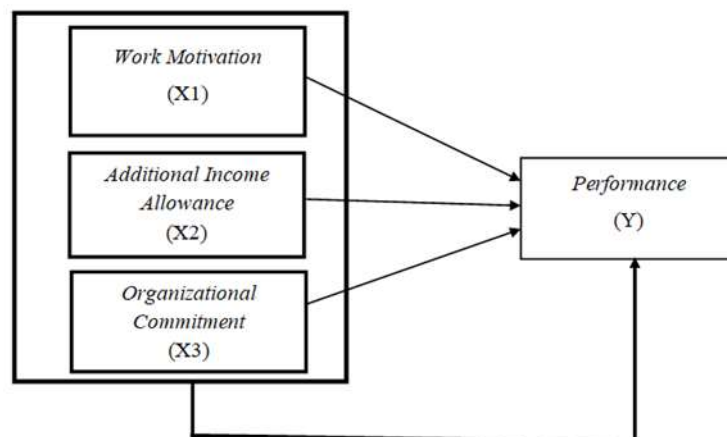 Work Motivation
(X1)
Additional Income
Allowance
(X2)
Organizational
Commitment
(X3)
Performance
(Y)